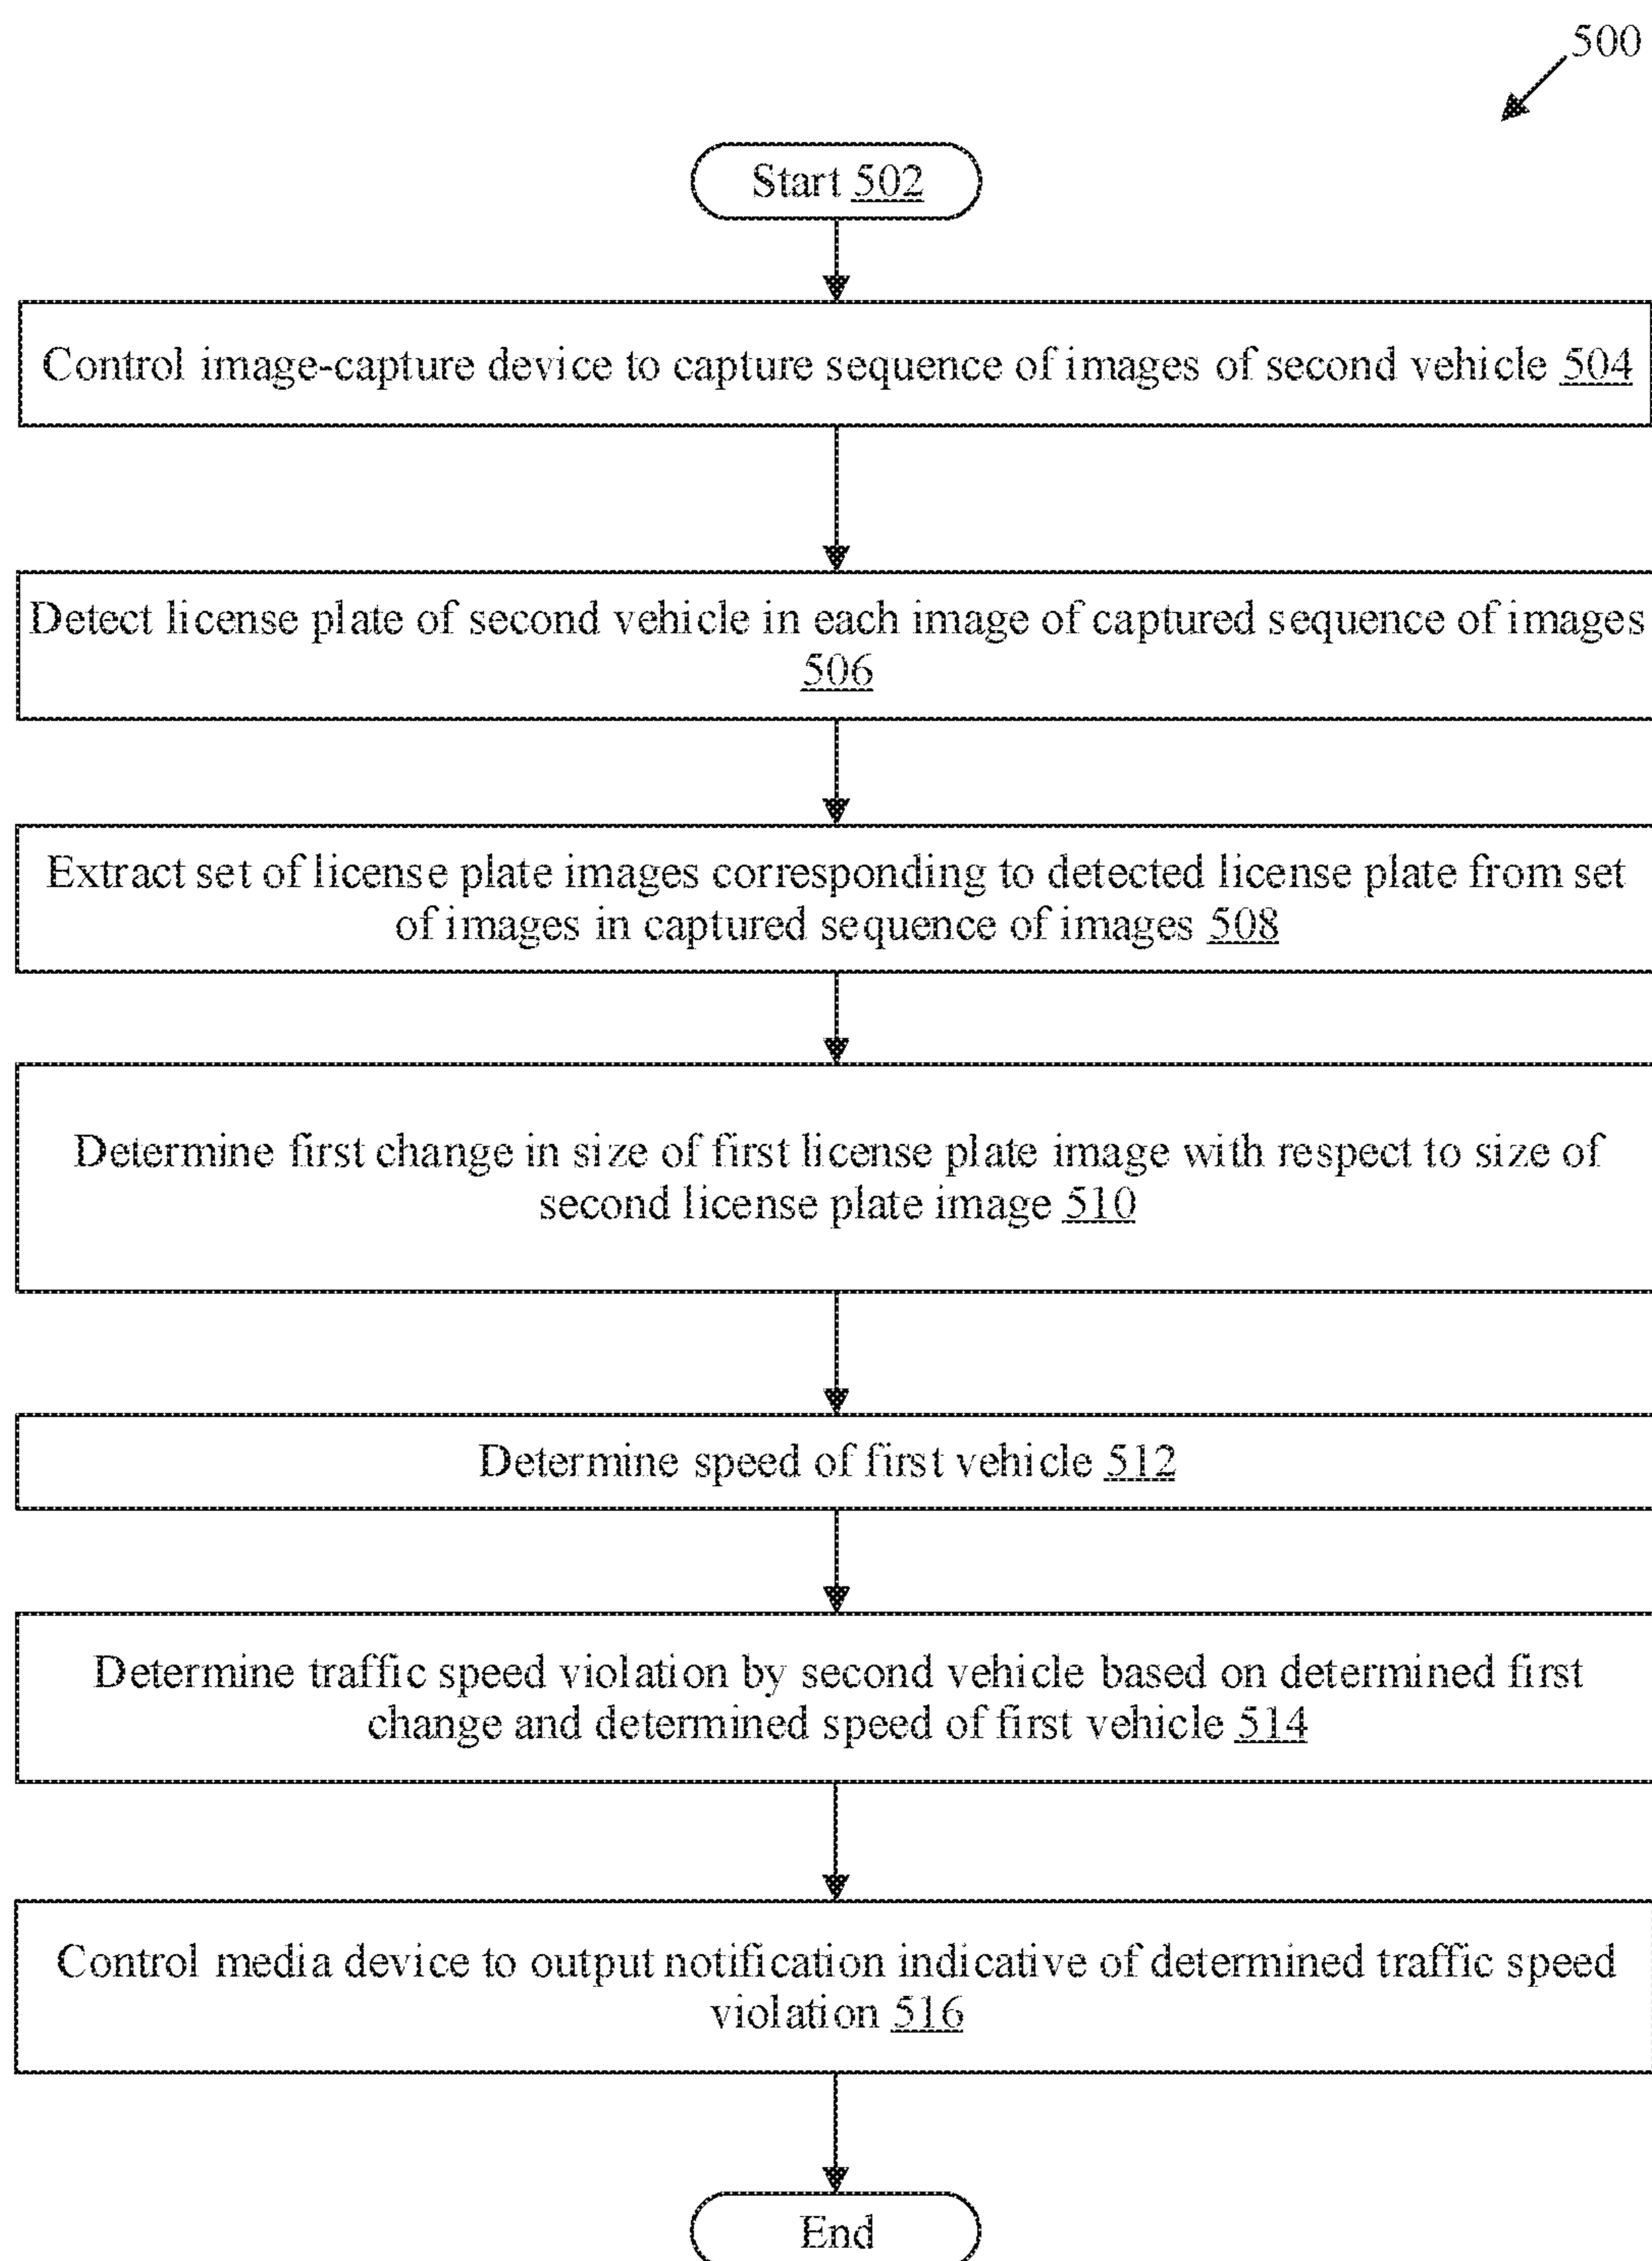 500
Start 502
Control image-capture device to capture sequence of images of second vehicle 504
Detect license plate of second vehicle in each image of captured sequence of images
506
Extract set of license plate images corresponding to detected license plate from set
of images in captured sequence of images 508
Determine first change in size of first license plate image with respect to size of
second license plate image 510
Determine speed of first vehicle 512
Determine traffic speed violation by second vehicle based on determined first
change and determined speed of first vehicle 514
Control media device to output notification indicative of determined traffic speed
violation 516
End